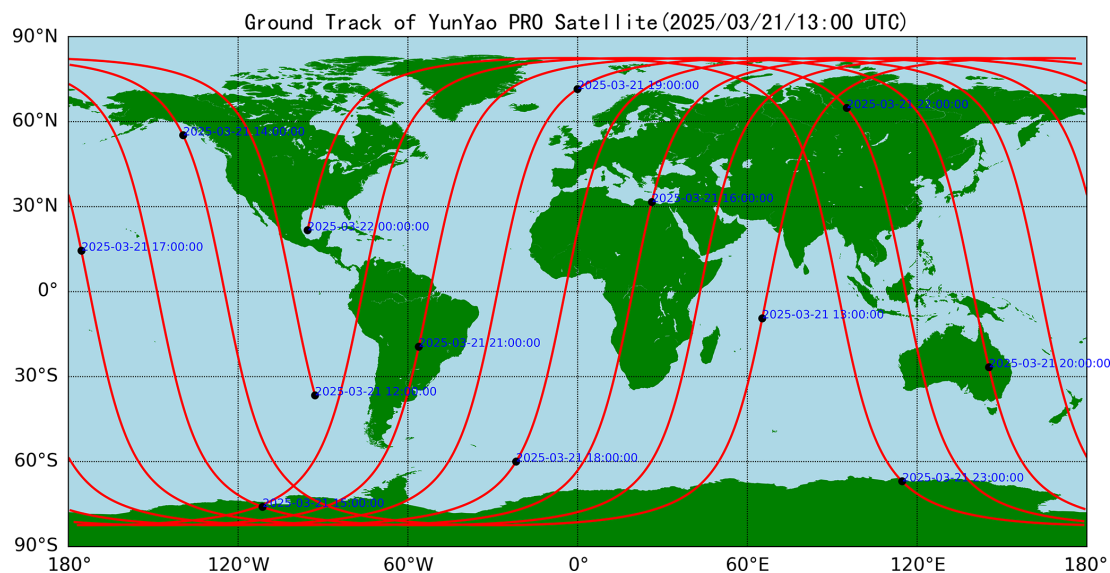 Ground Track of YunYao PRO Satellite(2025/03/21/13:00 UTC)
90°N
2025-03-21 19:00:00
2025-03-21 22:00:00
60°N
2025-03-21 14:00:00
30°N
2025-03-21 16:00:00
2025-03-22 00:00:00
2025-03-21 17:00:00
0°
2025-03-21 13:00:00
2025-03-21 21:00:00
2025-03-21 20:00:00
30°S
2025-03-21 12:00:00
60°S
2025-03-21 18:00:00
2025-03-21 23:00:00
2025-03-21 15:00:00
90°S
180° 120°W 60°W 0° 60°E 120°E 180°